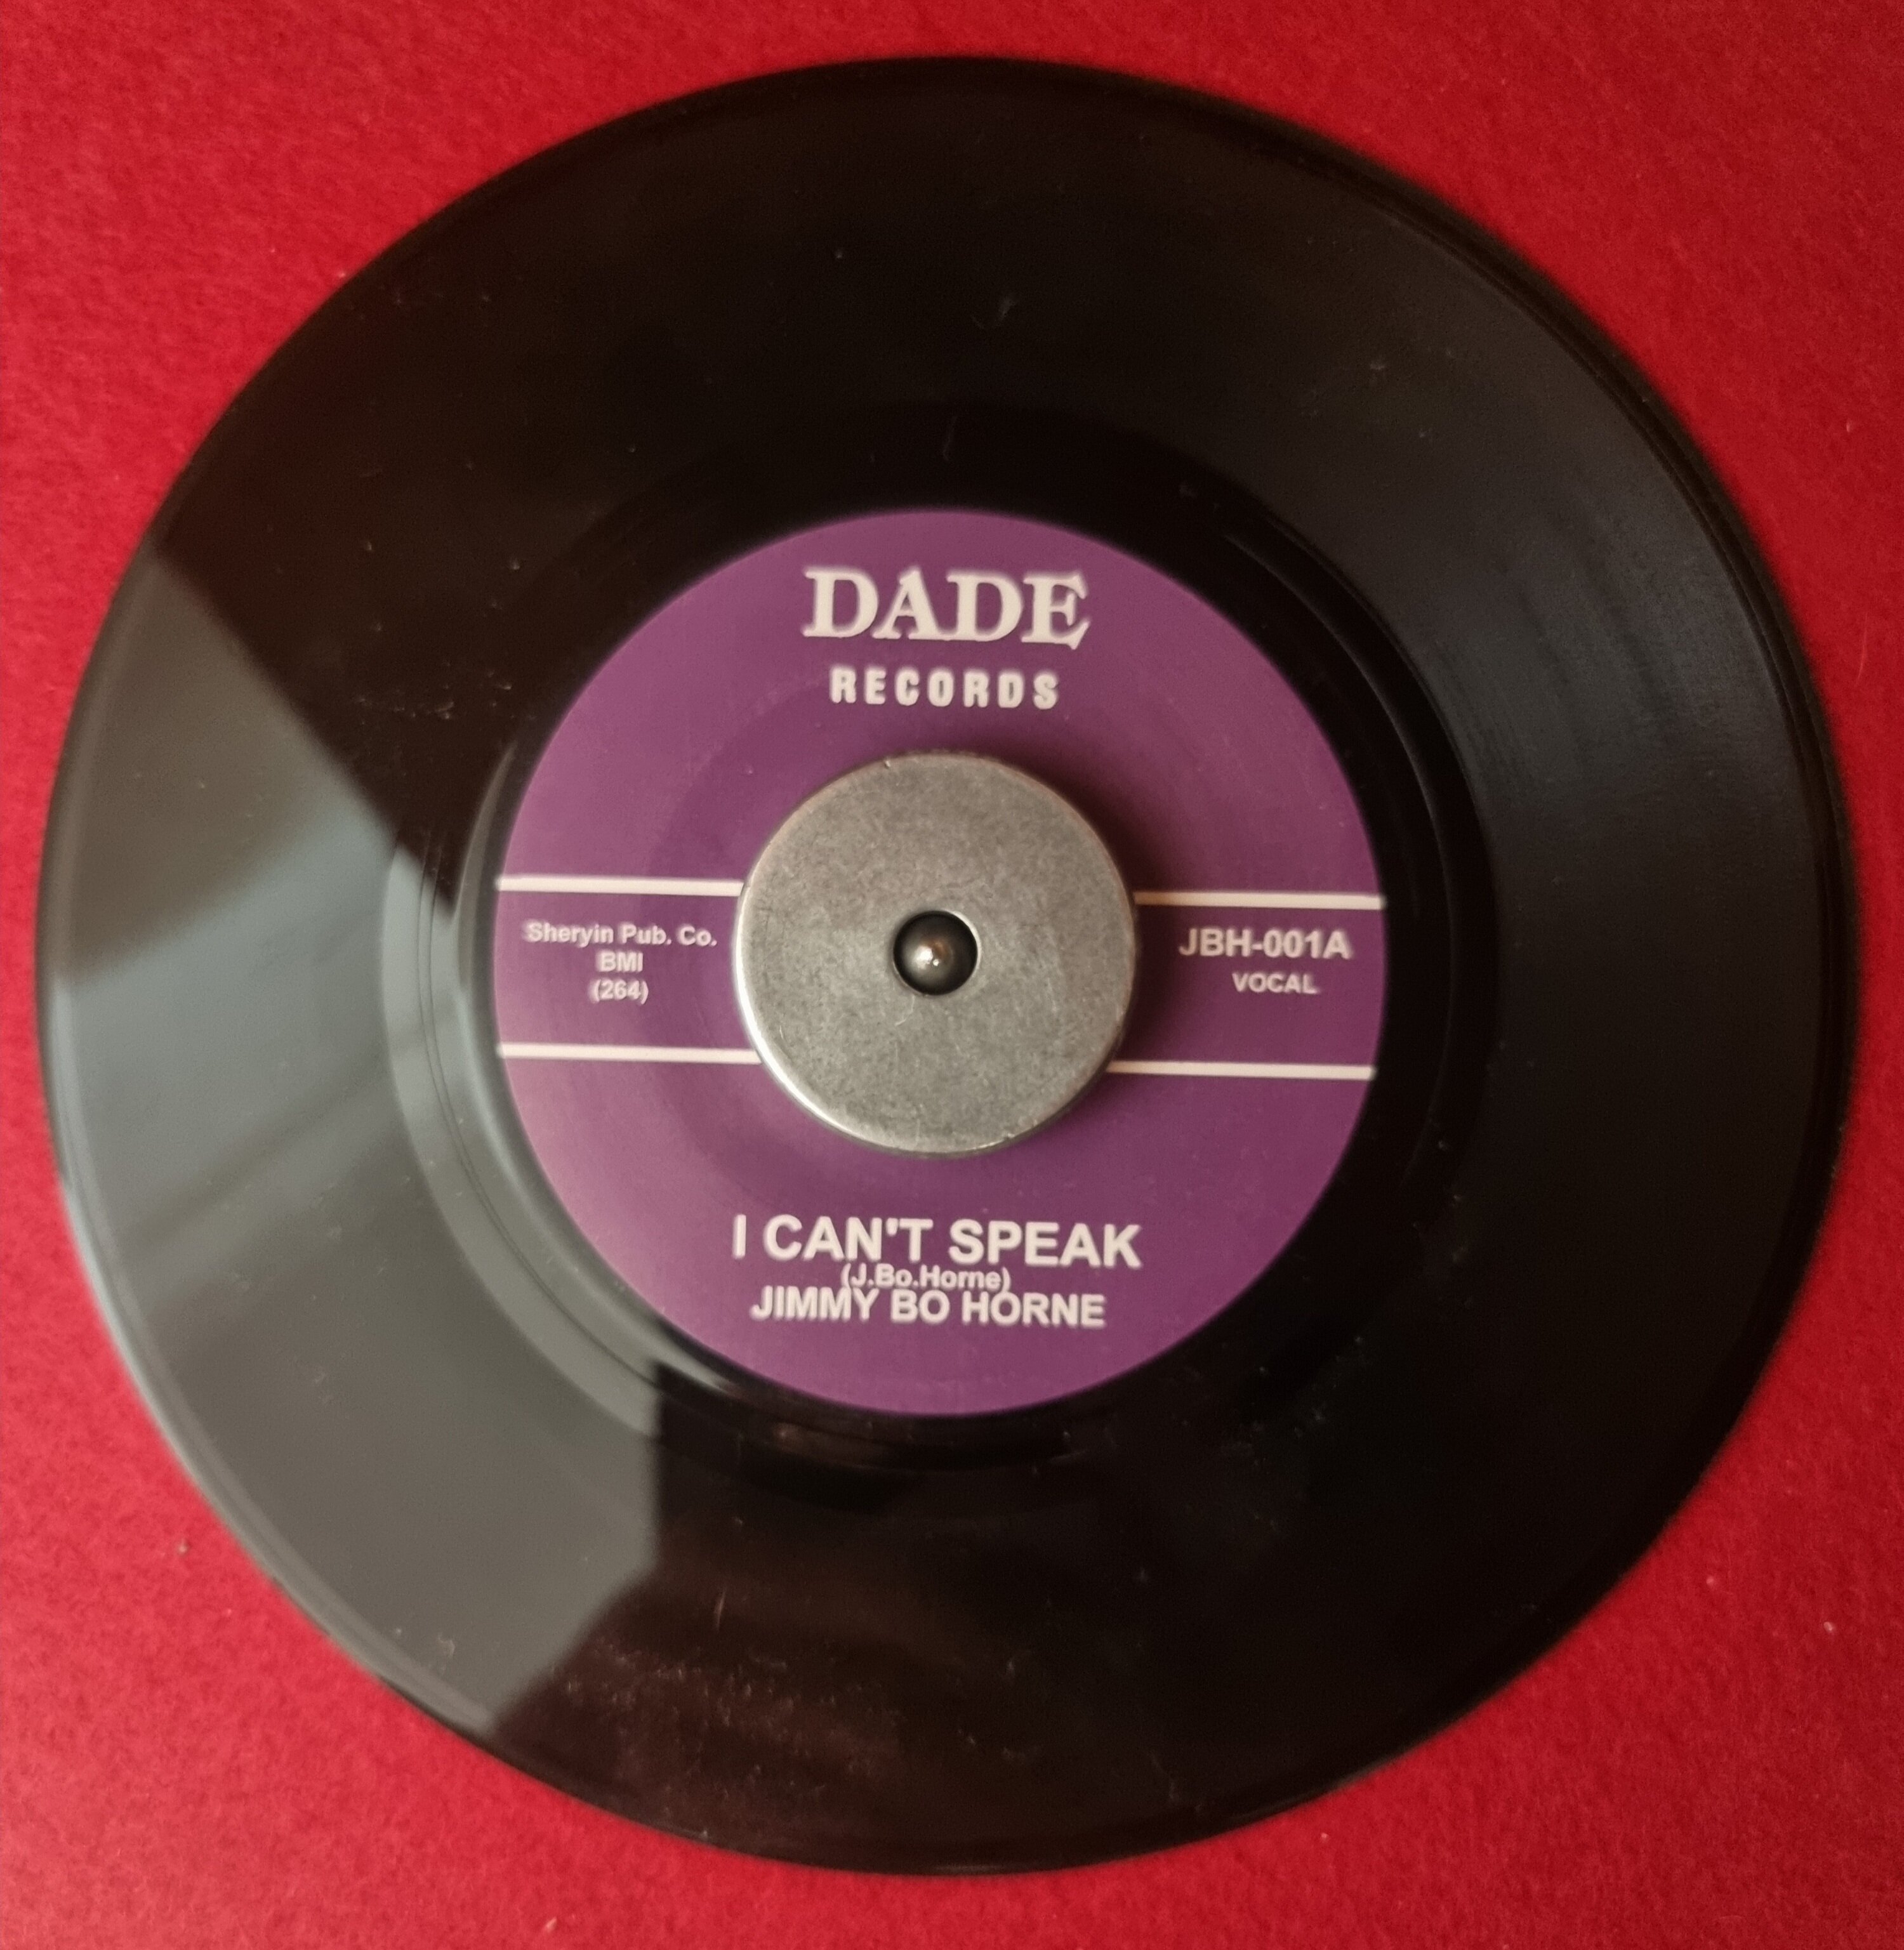 DADE
RECORDS
Sheryin Pub. Co.
BMI
(264)
JBH-001A
VOCAL
I CAN'T SPEAK
(J.Bo.Horne)
JIMMY BO HORNE